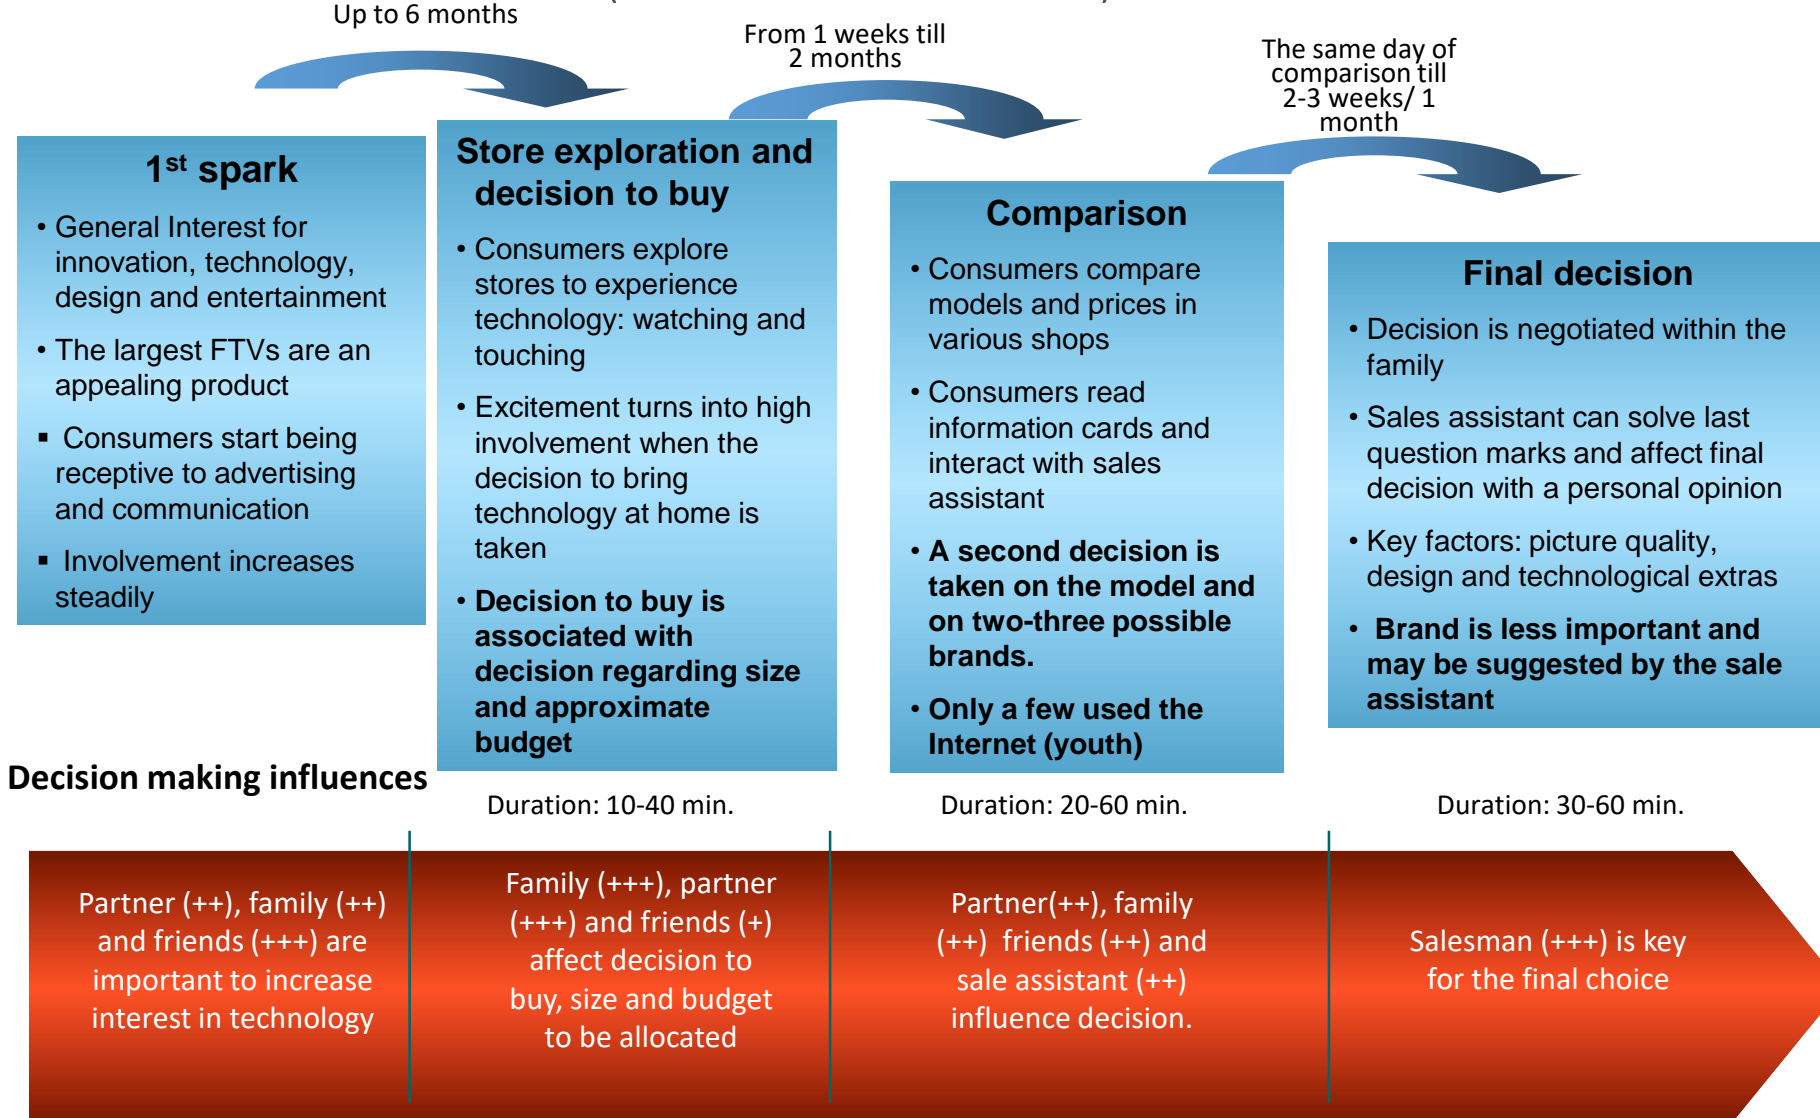 Up to 6 months
From 1 weeks till
2 months
The same day of
comparison till
2-3 weeks/ 1
month
1st spark
• General Interest for
innovation, technology,
design and entertainment
• The largest FTVs are an
appealing product
▪ Consumers start being
receptive to advertising
and communication
▪ Involvement increases
steadily
Store exploration and
decision to buy
• Consumers explore
stores to experience
technology: watching and
touching
• Excitement turns into high
involvement when the
decision to bring
technology at home is
taken
• Decision to buy is
associated with
decision regarding size
and approximate
budget
Comparison
• Consumers compare
models and prices in
various shops
• Consumers read
information cards and
interact with sales
assistant
• A second decision is
taken on the model and
on two-three possible
brands.
• Only a few used the
Internet (youth)
Final decision
• Decision is negotiated within the
family
• Sales assistant can solve last
question marks and affect final
decision with a personal opinion
• Key factors: picture quality,
design and technological extras
• Brand is less important and
may be suggested by the sale
assistant
Decision making influences
Duration: 10-40 min.
Duration: 20-60 min.
Duration: 30-60 min.
Partner (++), family (++)
and friends (+++) are
important to increase
interest in technology
Family (+++), partner
(+++) and friends (+)
affect decision to
buy, size and budget
to be allocated
Partner(++), family
(++) friends (++) and
sale assistant (++)
influence decision.
Salesman (+++) is key
for the final choice